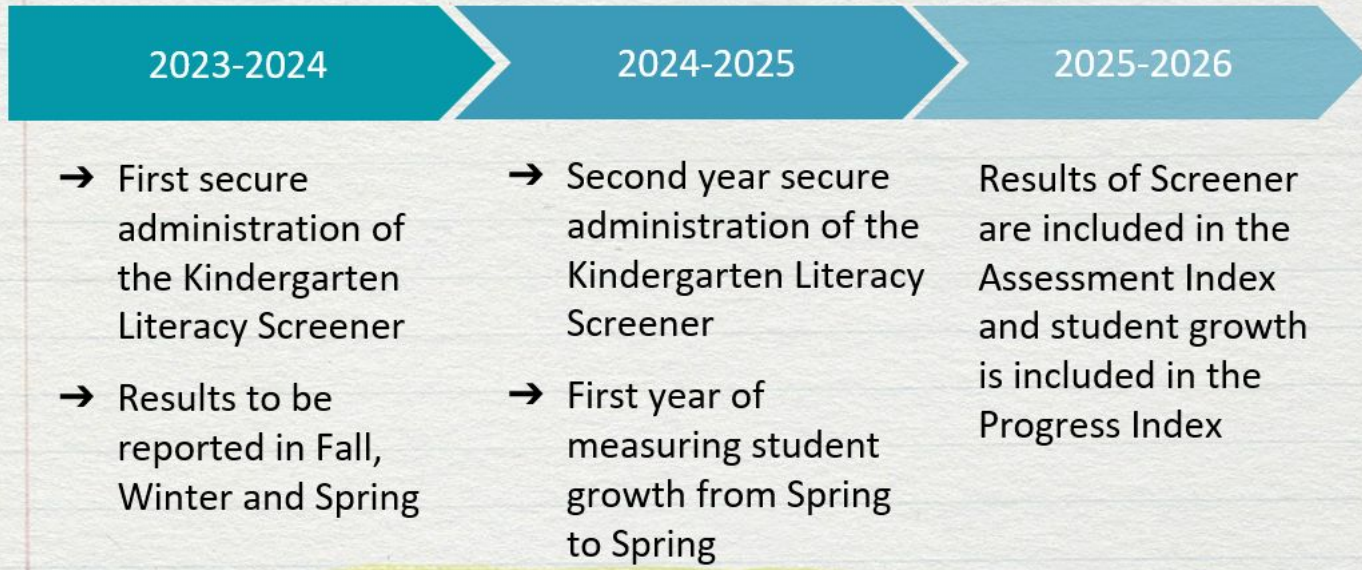 2023-2024
2024-2025
2025-2026
➔ First secure
administration of
the Kindergarten
Literacy Screener
➔ Results to be
reported in Fall,
Winter and Spring
➔ Second year secure
administration of the
Kindergarten Literacy
Screener
➔ First year of
measuring student
growth from Spring
to Spring
Results of Screener
are included in the
Assessment Index
and student growth
is included in the
Progress Index